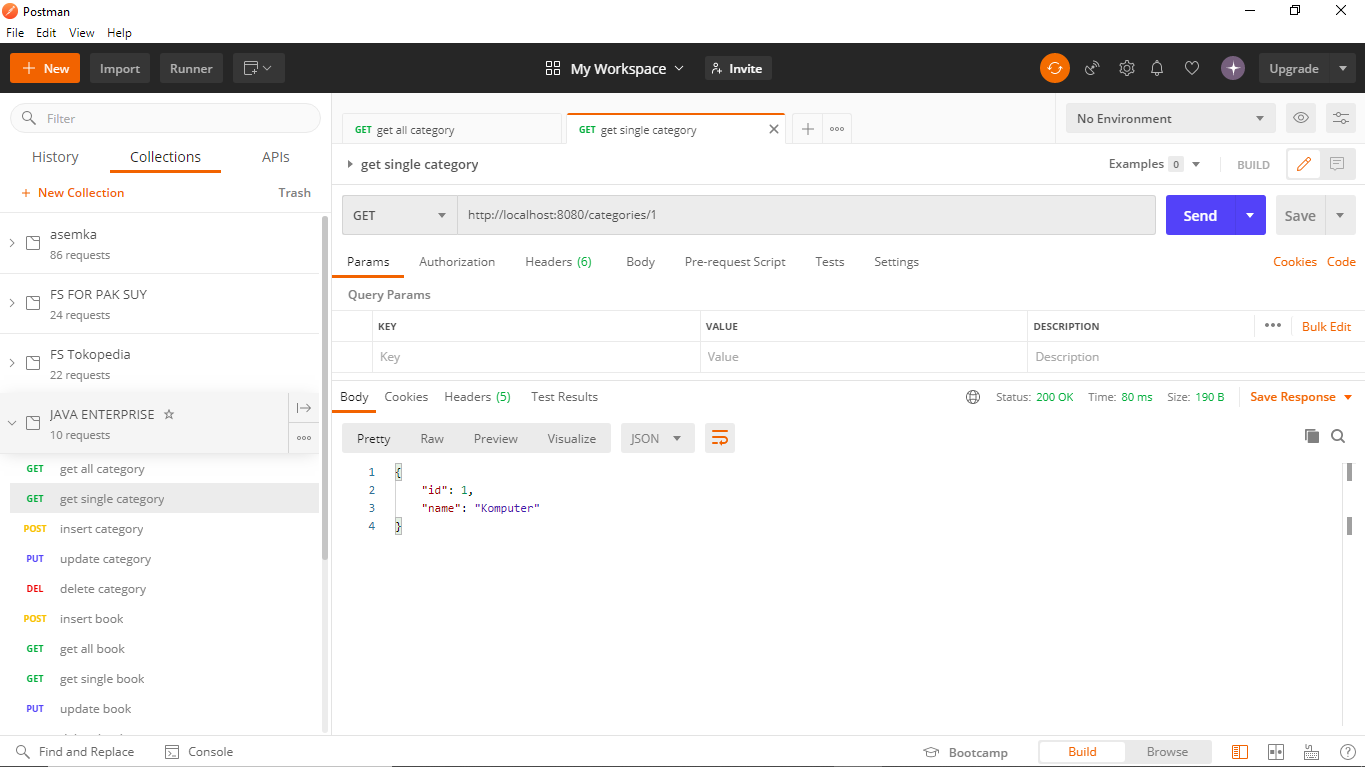 Postman
File Edit View Help
New Import Runner My Workspace Invite Upgrade
Filter
History Collections APIs
+ New Collection Trash
asemka
86 requests
FS FOR PAK SUY
24 requests
FS Tokopedia
22 requests
JAVA ENTERPRISE
10 requests
GET get all category
GET get single category
POST insert category
PUT update category
DEL delete category
POST insert book
GET get all book
GET get single book
PUT update book
GET get all category GET get single category No Environment
get single category Examples 0 BUILD
GET http://localhost:8080/categories/1 Send Save
Params Authorization Headers (6) Body Pre-request Script Tests Settings Cookies Code
Query Params
KEY VALUE DESCRIPTION Bulk Edit
Key Value Description
Body Cookies Headers (5) Test Results Status: 200 OK Time: 80 ms Size: 190 B Save Response
Pretty Raw Preview Visualize JSON
1 {
2 "id": 1,
3 "name": "Komputer"
4 }
Find and Replace Console Bootcamp Build Browse